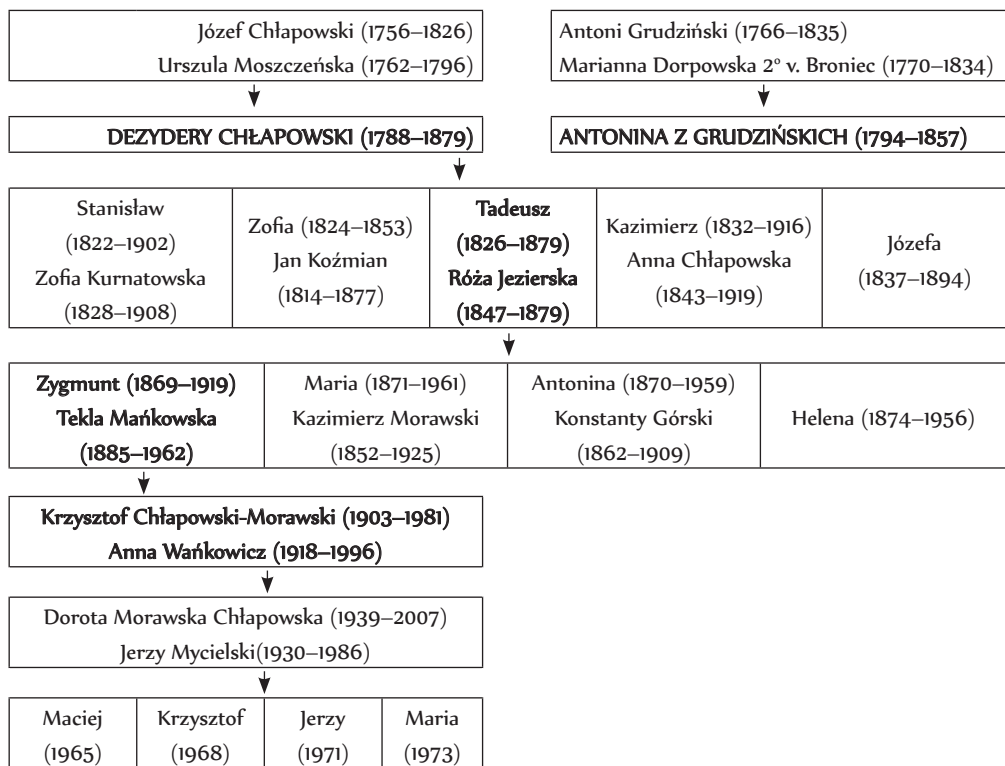 Józef Chłapowski (1756–1826)
Urszula Moszczeńska (1762–1796)
Antoni Grudziński (1766–1835)
Marianna Dorpowska 2° v. Broniec (1770–1834)
DEZYDERY CHŁAPOWSKI (1788–1879)
ANTONINA Z GRUDZIŃSKICH (1794–1857)
Stanisław
(1822–1902)
Zofia Kurnatowska
(1828–1908)
Zofia (1824–1853)
Jan Koźmian
(1814–1877)
Tadeusz
(1826–1879)
Róża Jezierska
(1847–1879)
Kazimierz (1832–1916)
Anna Chłapowska
(1843–1919)
Józefa
(1837–1894)
Zygmunt (1869–1919)
Tekla Mańkowska
(1885–1962)
Maria (1871–1961)
Kazimierz Morawski
(1852–1925)
Antonina (1870–1959)
Konstanty Górski
(1862–1909)
Helena (1874–1956)
Krzysztof Chłapowski-Morawski (1903–1981)
Anna Wańkowicz (1918–1996)
Dorota Morawska Chłapowska (1939–2007)
Jerzy Mycielski(1930–1986)
Maciej
(1965)
Krzysztof
(1968)
Jerzy
(1971)
Maria
(1973)